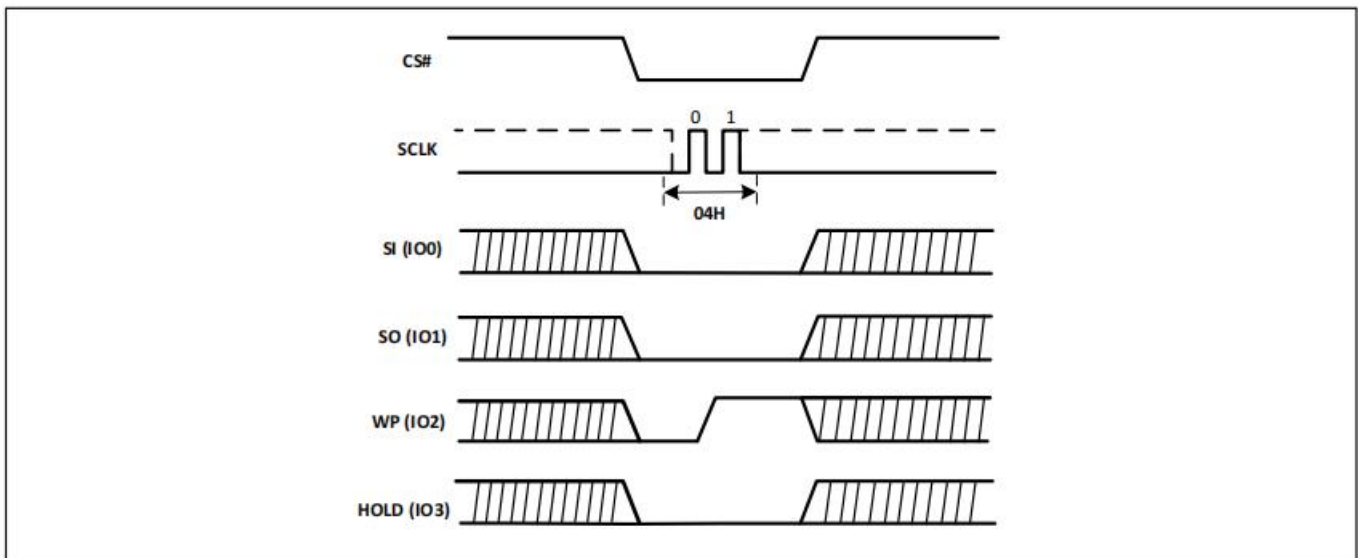 CS#
0 1
SCLK
04H
SI (IO0)
SO (IO1)
WP (IO2)
HOLD (IO3)